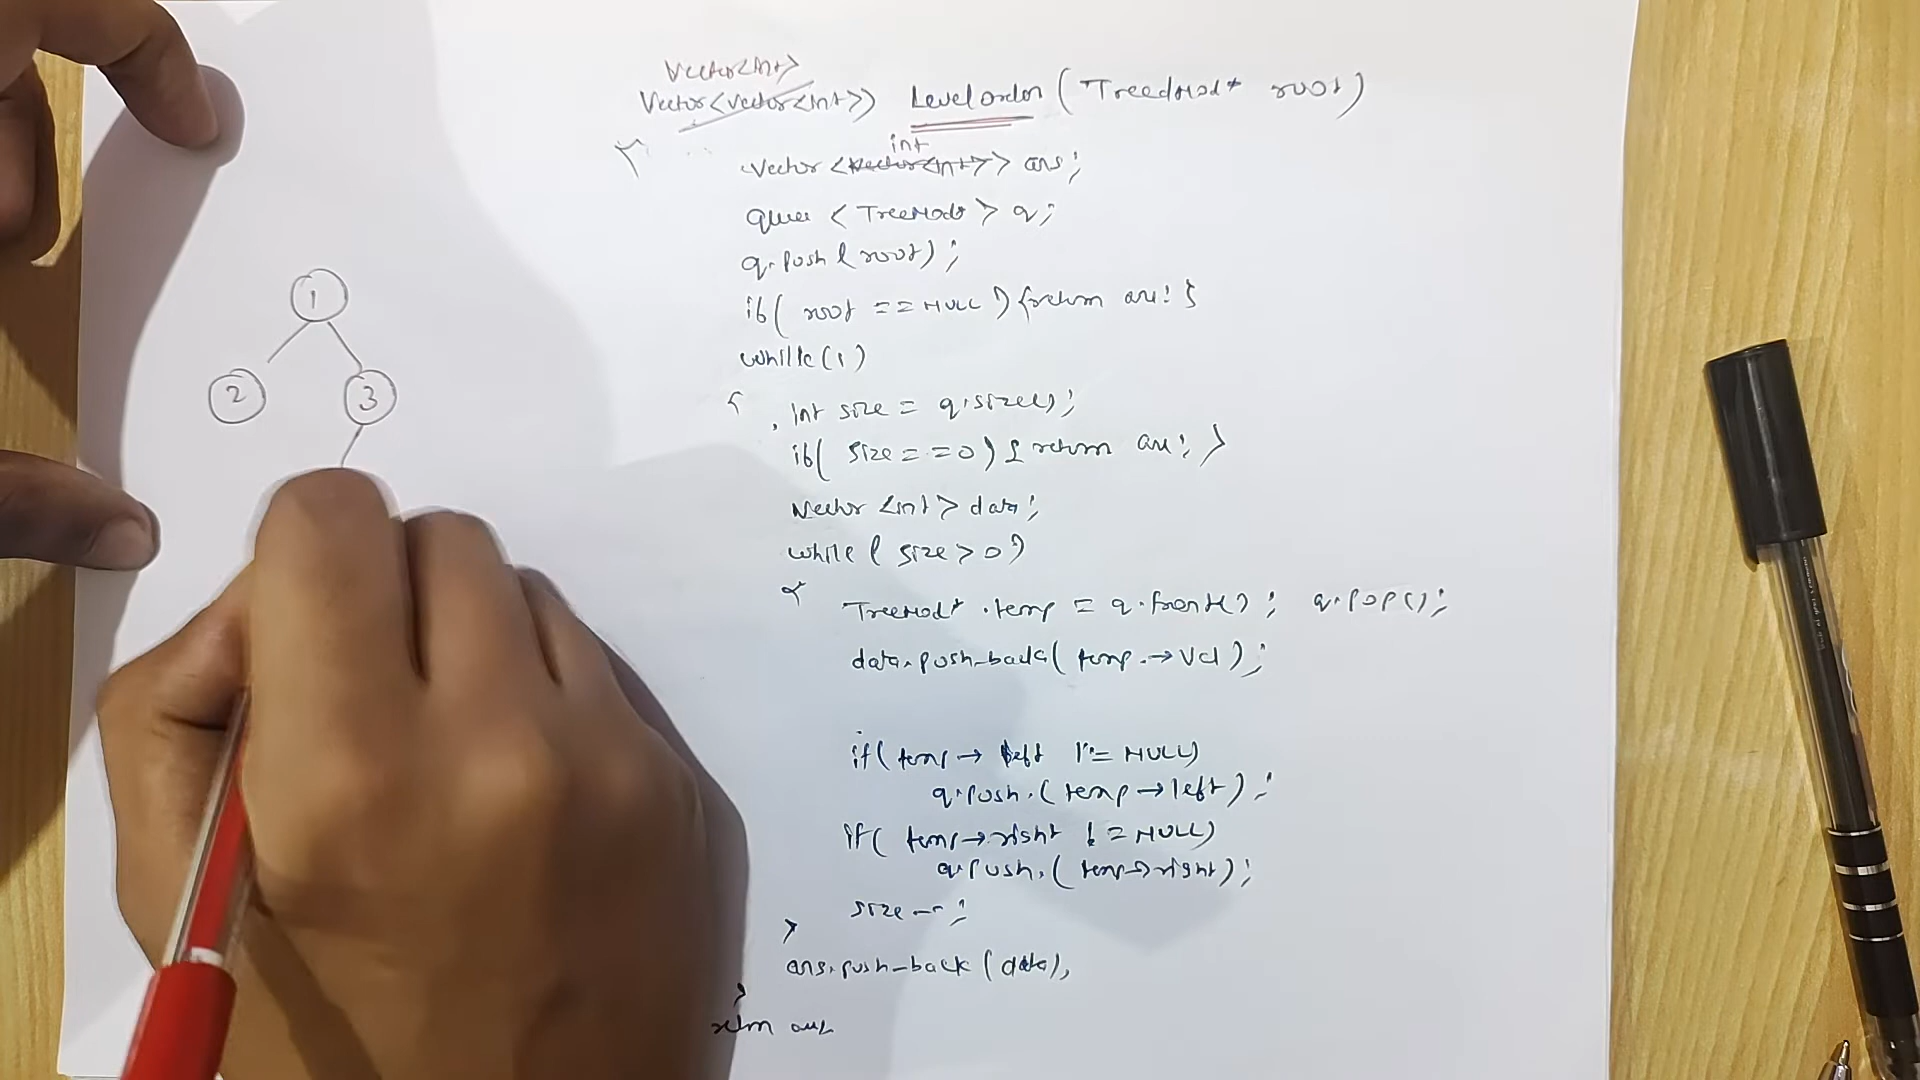 1
2
3
Vector<int>
Vector<vector<int>> Levelorder(TreedNod* root)
int
Vector<Vector<int>> ans;
queue <TreeNod*> q;
q.push(root);
if( root == NULL){return ans;}
while(1)
{ int size = q.size();
if( size==0){ return ans; }
Vector <int> data;
while( size>0)
{ TreeNod* temp = q.front(); q.pop();
data.push_back(temp->Val);
if( temp-> left != NULL)
q.push.(temp->left);
if( temp->right != NULL)
q.push.( temp->right);
size--;
}
ans.push_back (data),
}
return ans